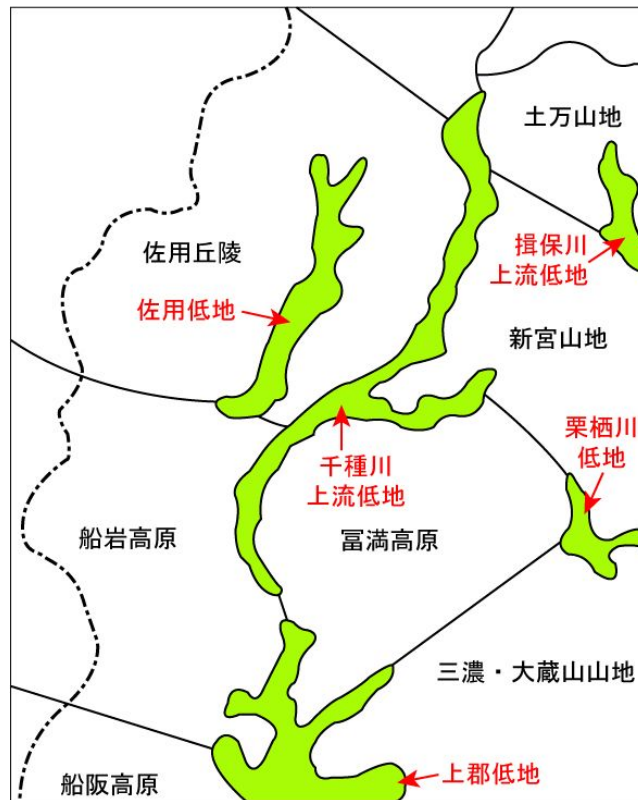 土万山地
佐用丘陵
揖保川
上流低地
佐用低地
新宮山地
栗栖川
低地
千種川
上流低地
船岩高原
冨満高原
三濃・大蔵山山地
船阪高原
上郡低地